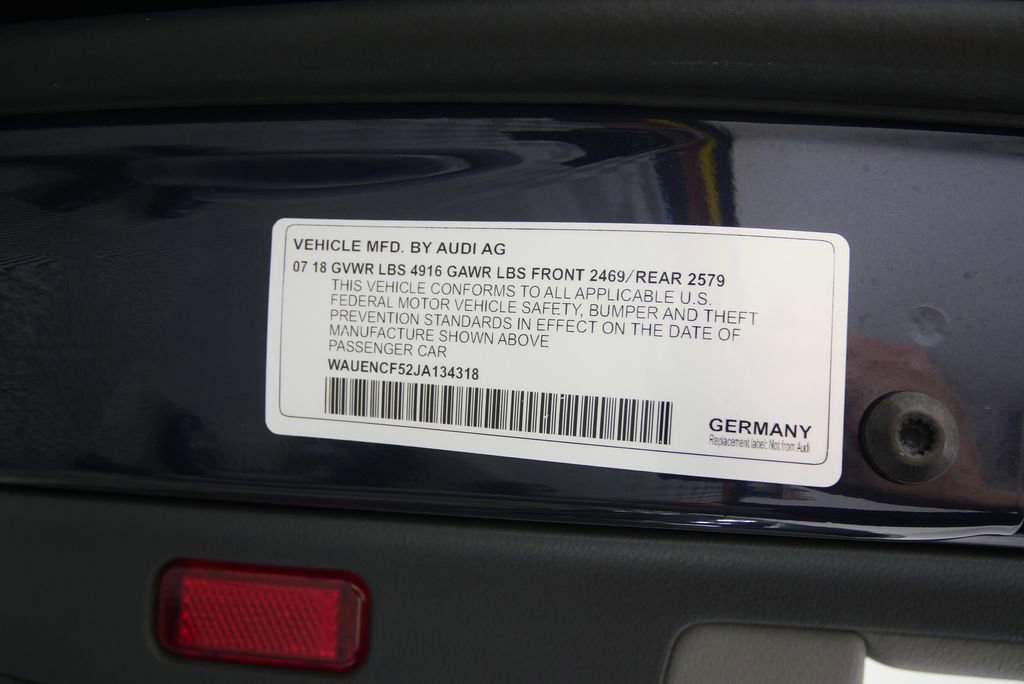 VEHICLE MFD. BY AUDI AG
07 18 GVWR LBS 4916 GAWR LBS FRONT 2469/REAR 2579
THIS VEHICLE CONFORMS TO ALL APPLICABLE U.S.
FEDERAL MOTOR VEHICLE SAFETY, BUMPER AND THEFT
PREVENTION STANDARDS IN EFFECT ON THE DATE OF
MANUFACTURE SHOWN ABOVE
PASSENGER CAR
WAUENCF52JA134318
GERMANY
Replacement label: Not from Audi